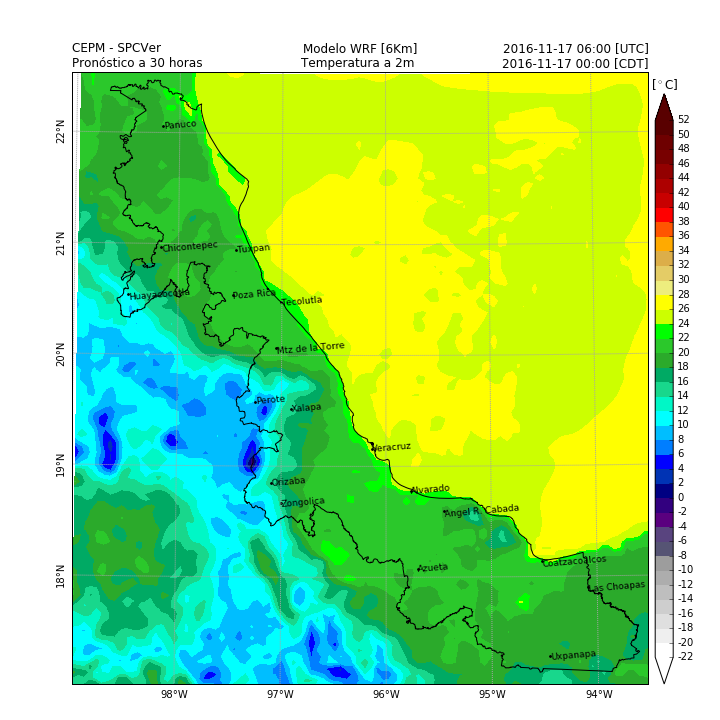 CEPM - SPCVer
Modelo WRF [6Km]
2016-11-17 06:00 [UTC]
Pronóstico a 30 horas
Temperatura a 2m
2016-11-17 00:00 [CDT]
[°C]
52
50
48
46
44
42
40
38
36
34
32
30
28
26
24
22
20
18
16
14
12
10
8
6
4
2
0
-2
-4
-6
-8
-10
-12
-14
-16
-18
-20
-22
22°N
21°N
20°N
19°N
18°N
Panuco
Chicontepec
Tuxpan
Huayacocotla
Poza Rica
Tecolutla
Mtz de la Torre
Perote
Xalapa
Veracruz
Orizaba
Alvarado
Zongolica
Angel R. Cabada
Azueta
Coatzacoalcos
Las Choapas
Uxpanapa
98°W
97°W
96°W
95°W
94°W